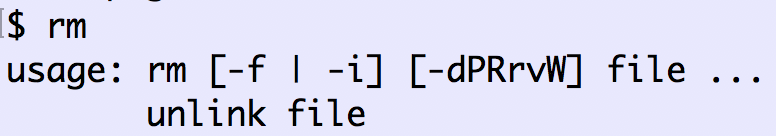 $ rm
usage: rm [-f | -i] [-dPRrvW] file ...
       unlink file